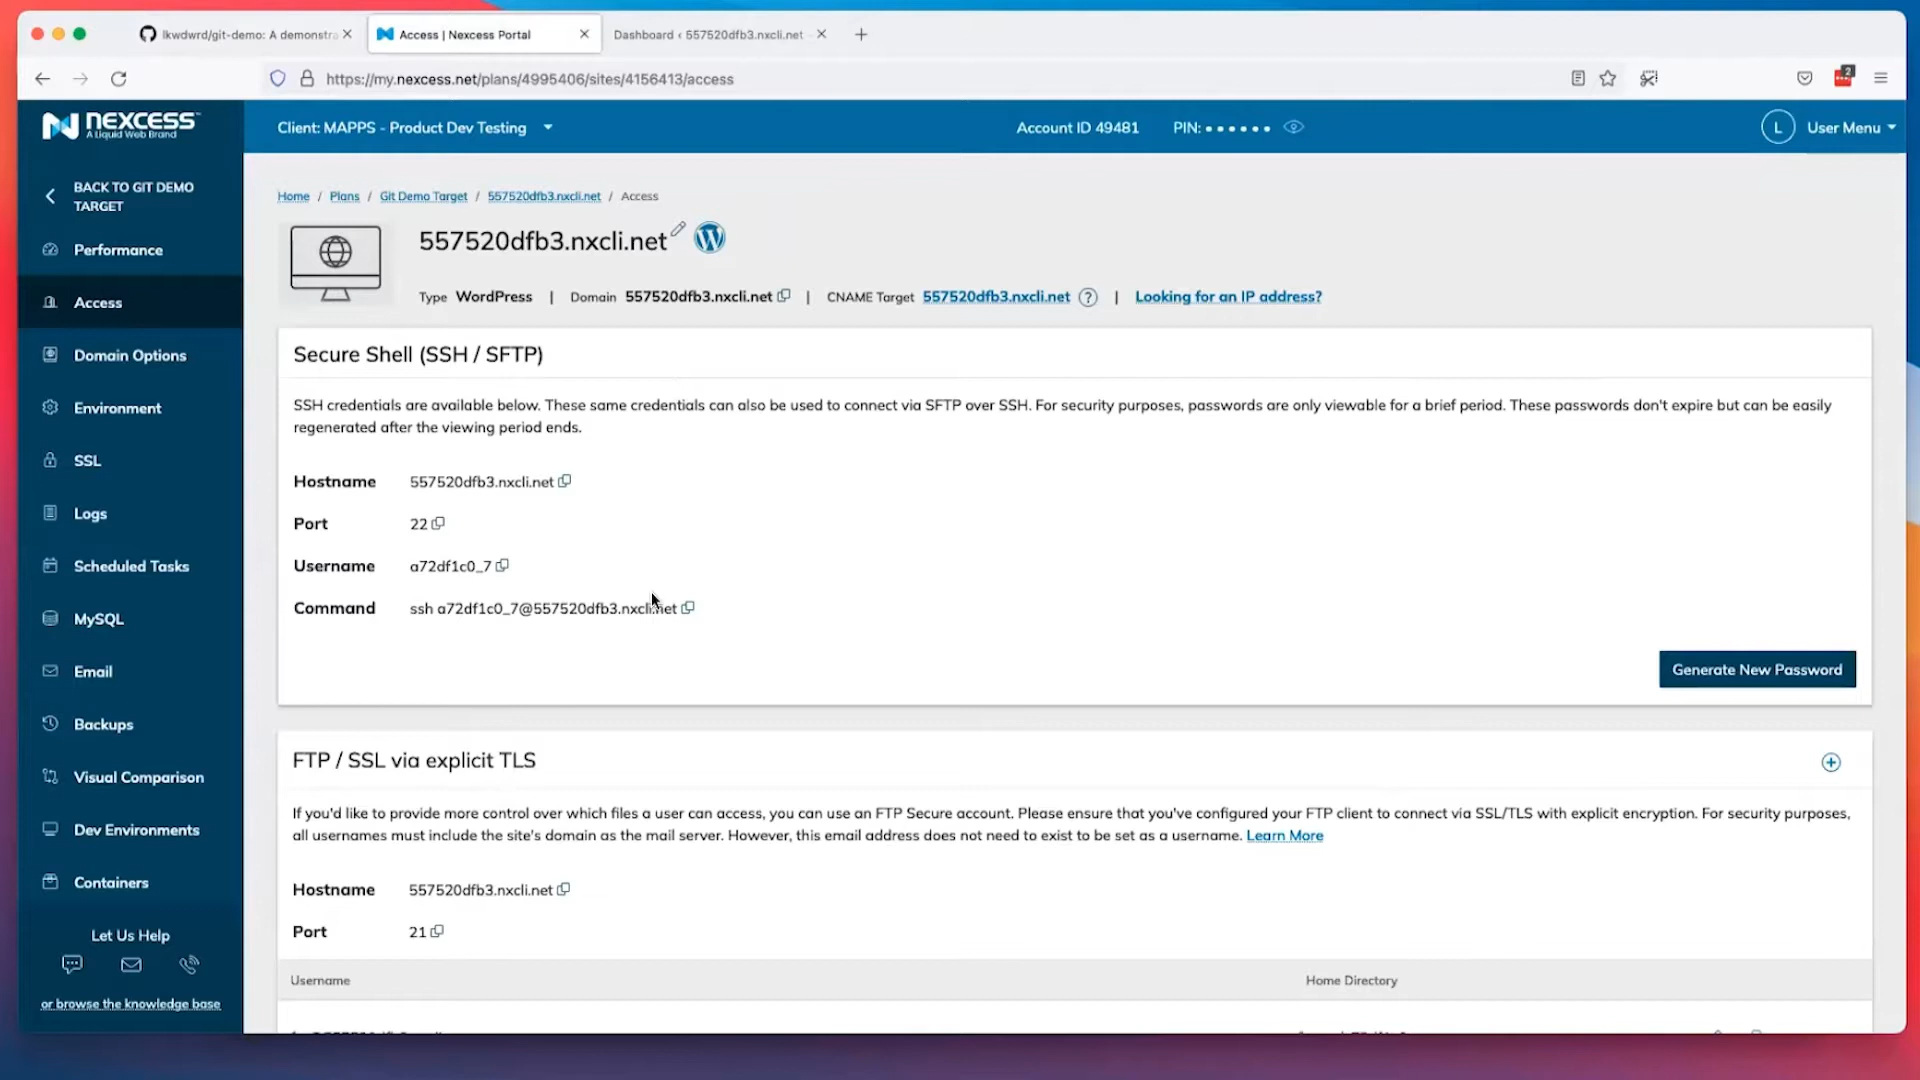 lkwdwrd/git-demo: A demonstra
Access | Nexcess Portal
Dashboard ‹ 557520dfb3.nxcli.net
https://my.nexcess.net/plans/4995406/sites/4156413/access
2
NEXCESS
A Liquid Web Brand
Client: MAPPS - Product Dev Testing
Account ID 49481
PIN: ● ● ● ● ● ●
L
User Menu
BACK TO GIT DEMO
TARGET
Performance
Access
Domain Options
Environment
SSL
Logs
Scheduled Tasks
MySQL
Email
Backups
Visual Comparison
Dev Environments
Containers
Let Us Help
or browse the knowledge base
Home / Plans / Git Demo Target / 557520dfb3.nxcli.net / Access
557520dfb3.nxcli.net
Type WordPress | Domain 557520dfb3.nxcli.net | CNAME Target 557520dfb3.nxcli.net ? | Looking for an IP address?
Secure Shell (SSH / SFTP)
SSH credentials are available below. These same credentials can also be used to connect via SFTP over SSH. For security purposes, passwords are only viewable for a brief period. These passwords don't expire but can be easily
regenerated after the viewing period ends.
Hostname 557520dfb3.nxcli.net
Port 22
Username a72df1c0_7
Command ssh a72df1c0_7@557520dfb3.nxcli.net
Generate New Password
FTP / SSL via explicit TLS
If you'd like to provide more control over which files a user can access, you can use an FTP Secure account. Please ensure that you've configured your FTP client to connect via SSL/TLS with explicit encryption. For security purposes,
all usernames must include the site's domain as the mail server. However, this email address does not need to exist to be set as a username. Learn More
Hostname 557520dfb3.nxcli.net
Port 21
Username Home Directory